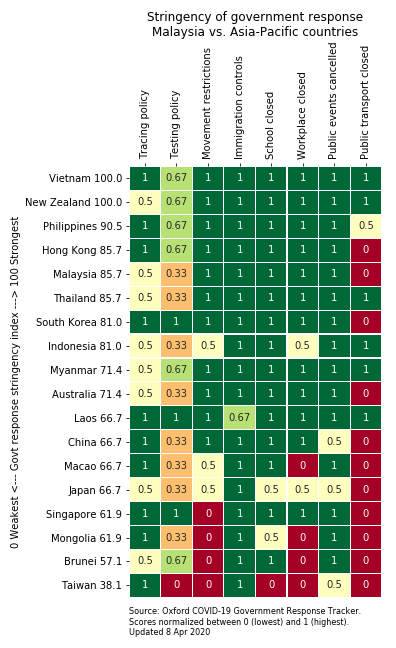 Stringency of government response
Malaysia vs. Asia-Pacific countries
Tracing policy
Testing policy
Movement restrictions
Immigration controls
School closed
Workplace closed
Public events cancelled
Public transport closed
0 Weakest <--- Govt response stringency index ---> 100 Strongest
Vietnam 100.0 1 0.67 1 1 1 1 1 1
New Zealand 100.0 0.5 0.67 1 1 1 1 1 1
Philippines 90.5 1 0.67 1 1 1 1 1 0.5
Hong Kong 85.7 1 0.67 1 1 1 1 1 0
Malaysia 85.7 0.5 0.33 1 1 1 1 1 0
Thailand 85.7 0.5 0.33 1 1 1 1 1 1
South Korea 81.0 1 1 1 1 1 1 1 0
Indonesia 81.0 0.5 0.33 0.5 1 1 0.5 1 1
Myanmar 71.4 0.5 0.67 1 1 1 1 1 1
Australia 71.4 0.5 0.33 1 1 1 1 1 0
Laos 66.7 1 1 1 0.67 1 1 1 1
China 66.7 1 0.33 1 1 1 1 0.5 0
Macao 66.7 1 0.33 0.5 1 1 0 1 0
Japan 66.7 0.5 0.33 0.5 1 0.5 0.5 0.5 0
Singapore 61.9 1 1 0 1 1 1 1 0
Mongolia 61.9 1 0.33 0 1 0.5 0 1 0
Brunei 57.1 0.5 0.67 0 1 1 0 1 0
Taiwan 38.1 1 0 0 1 0 0 0.5 0
Source: Oxford COVID-19 Government Response Tracker.
Scores normalized between 0 (lowest) and 1 (highest).
Updated 8 Apr 2020